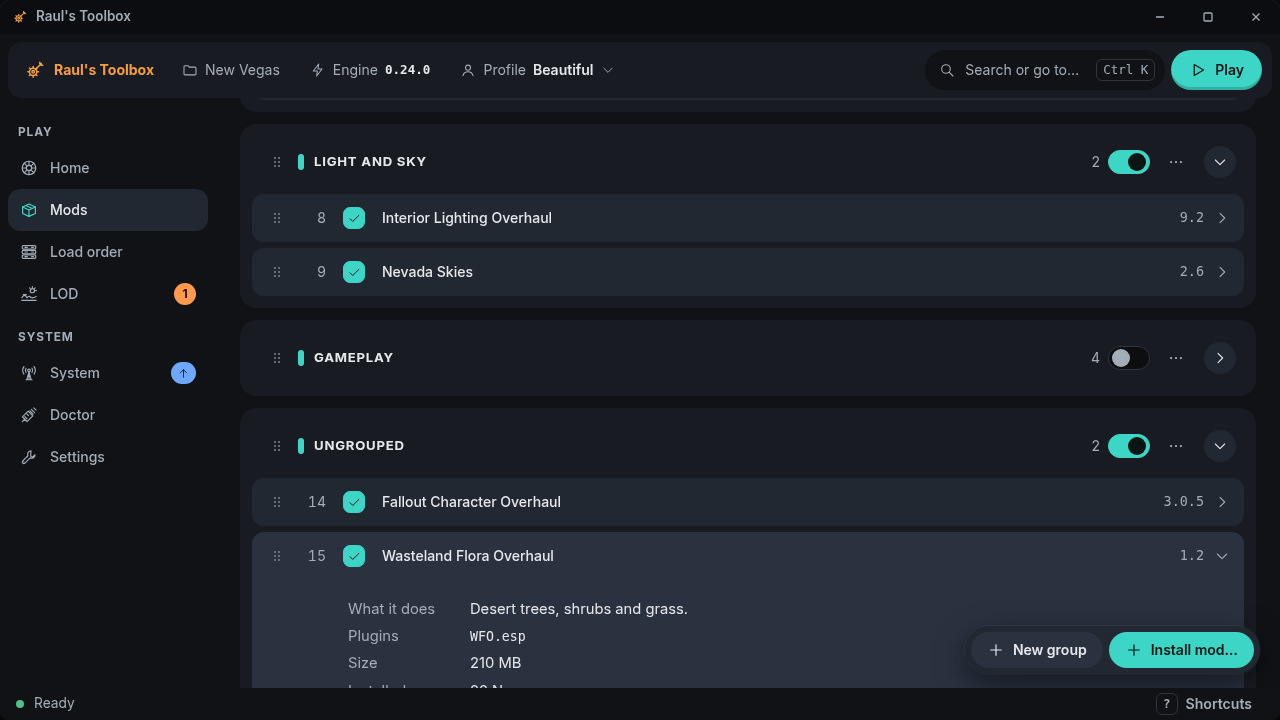 Raul's Toolbox
Raul's Toolbox
New Vegas
Engine 0.24.0
Profile Beautiful
Search or go to...
Ctrl K
Play
PLAY
Home
Mods
Load order
LOD
1
SYSTEM
System
Doctor
Settings
LIGHT AND SKY
2
8 Interior Lighting Overhaul 9.2
9 Nevada Skies 2.6
GAMEPLAY
4
UNGROUPED
2
14 Fallout Character Overhaul 3.0.5
15 Wasteland Flora Overhaul 1.2
What it does Desert trees, shrubs and grass.
Plugins WFO.esp
Size 210 MB
New group
Install mod...
Ready
? Shortcuts